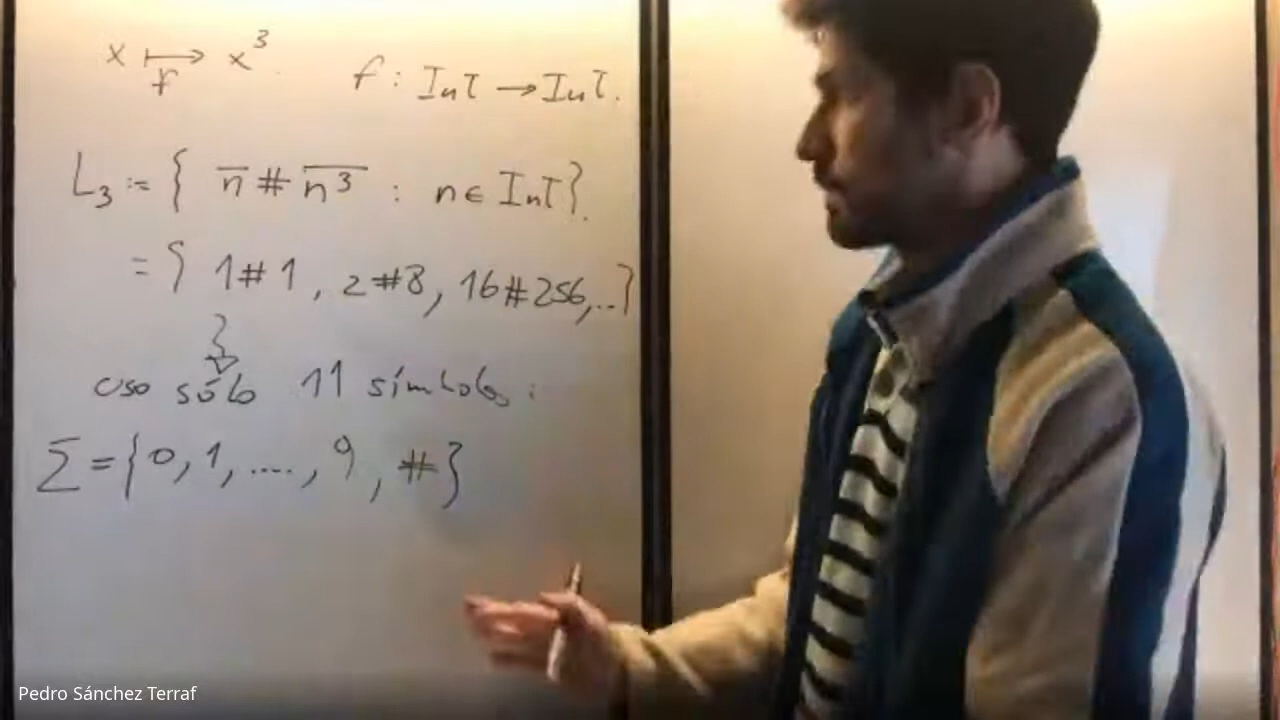 x ⟼ x³
f
f : Int → Int.
L₃ := { n̅ # n̅³̅ : n ∈ Int }.
= { 1#1 , 2#8 , 16#256,..}
uso sólo 11 símbolos :
Σ = { 0, 1, ...., 9 , # }
Pedro Sánchez Terraf